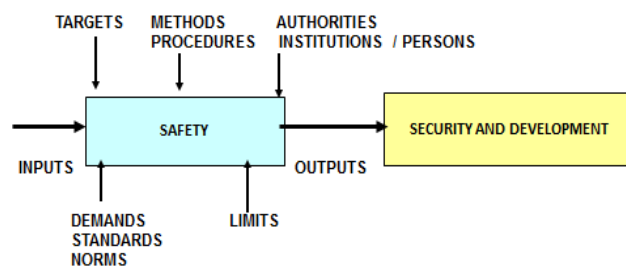 TARGETS
METHODS
PROCEDURES
AUTHORITIES
INSTITUTIONS / PERSONS
SAFETY
SECURITY AND DEVELOPMENT
INPUTS
OUTPUTS
DEMANDS
STANDARDS
NORMS
LIMITS